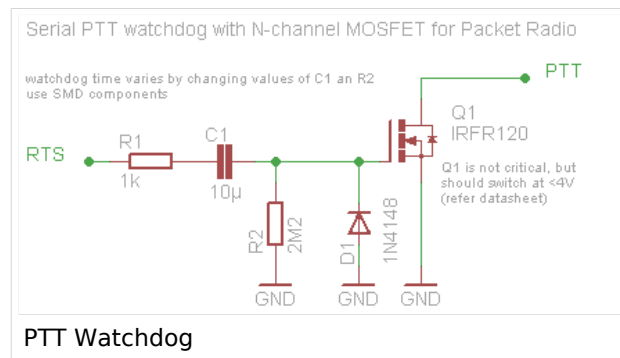 Serial PTT watchdog with N-channel MOSFET for Packet Radio
watchdog time varies by changing values of C1 an R2
use SMD components
PTT
Q1
IRFR120
Q1 is not critical, but
should switch at <4V
(refer datasheet)
RTS
R1
1k
C1
10µ
R2
2M2
D1
1N4148
GND
GND
GND
PTT Watchdog